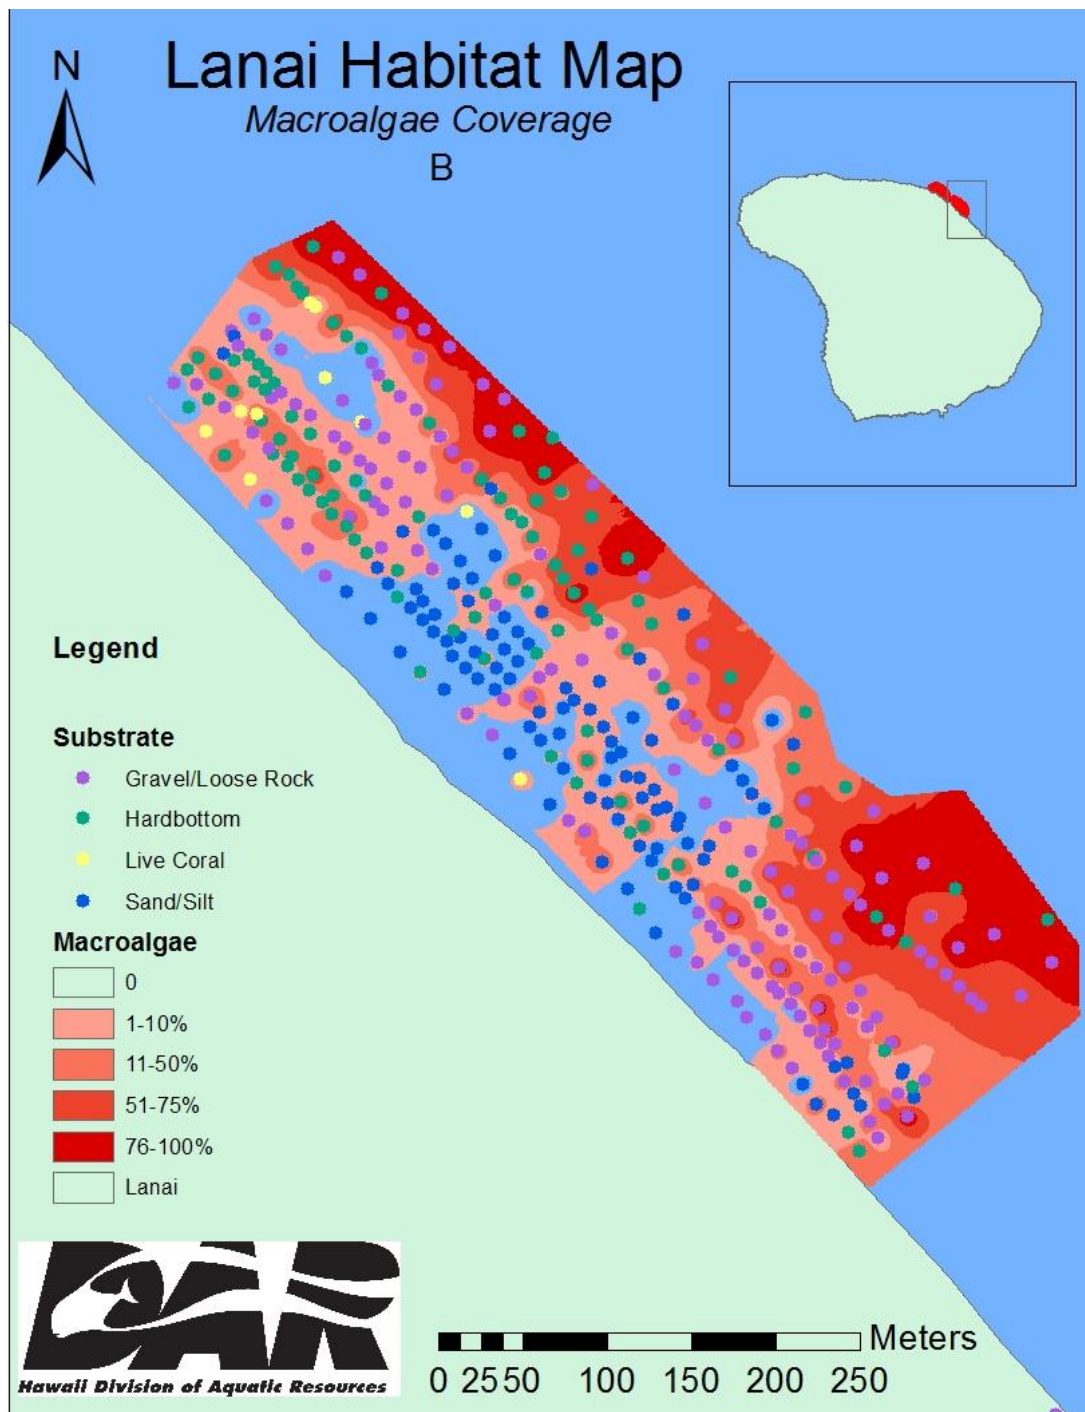 N
Lanai Habitat Map
Macroalgae Coverage
B
Legend
Substrate
Gravel/Loose Rock
Hardbottom
Live Coral
Sand/Silt
Macroalgae
0
1-10%
11-50%
51-75%
76-100%
Lanai
DAR
Hawaii Division of Aquatic Resources
Meters
0 25 50 100 150 200 250